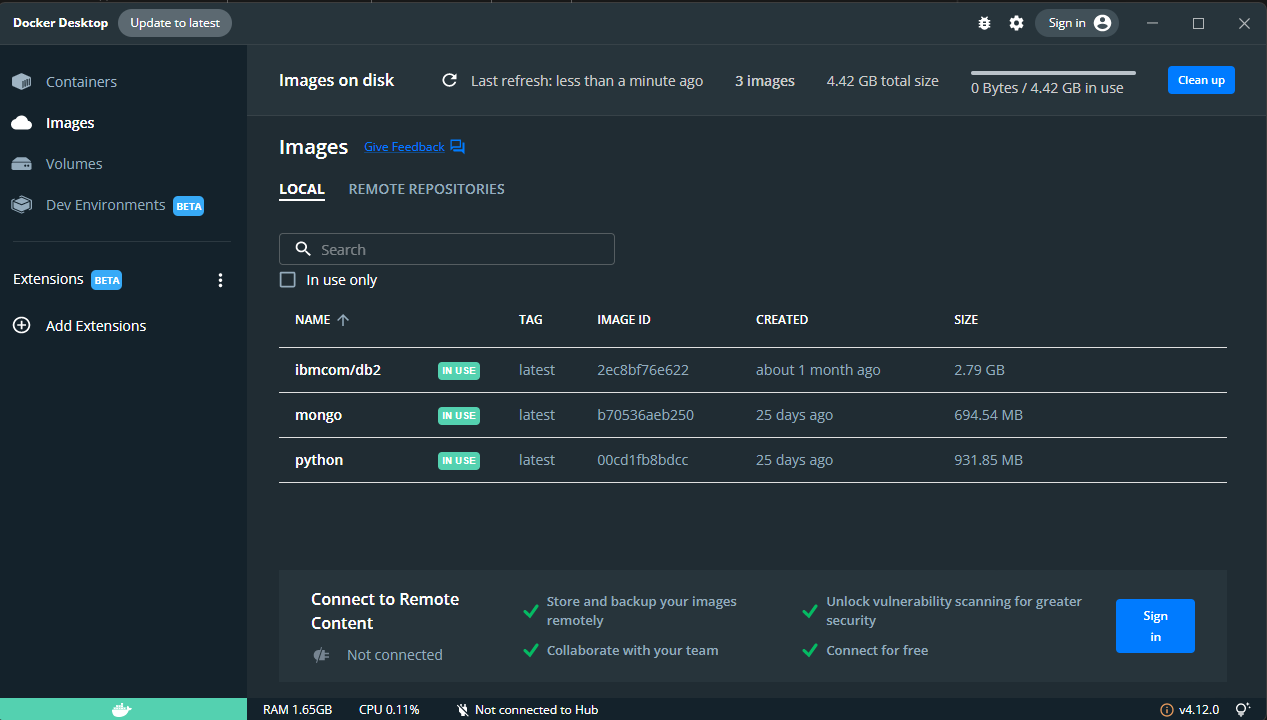 Docker Desktop Update to latest Sign in
Containers
Images
Volumes
Dev Environments BETA
Extensions BETA
Add Extensions
Images on disk Last refresh: less than a minute ago 3 images 4.42 GB total size 0 Bytes / 4.42 GB in use Clean up
Images Give Feedback
LOCAL REMOTE REPOSITORIES
Search
In use only
NAME TAG IMAGE ID CREATED SIZE
ibmcom/db2 IN USE latest 2ec8bf76e622 about 1 month ago 2.79 GB
mongo IN USE latest b70536aeb250 25 days ago 694.54 MB
python IN USE latest 00cd1fb8bdcc 25 days ago 931.85 MB
Connect to Remote
Content
Not connected
Store and backup your images
remotely
Collaborate with your team
Unlock vulnerability scanning for greater
security
Connect for free
Sign
in
RAM 1.65GB CPU 0.11% Not connected to Hub v4.12.0